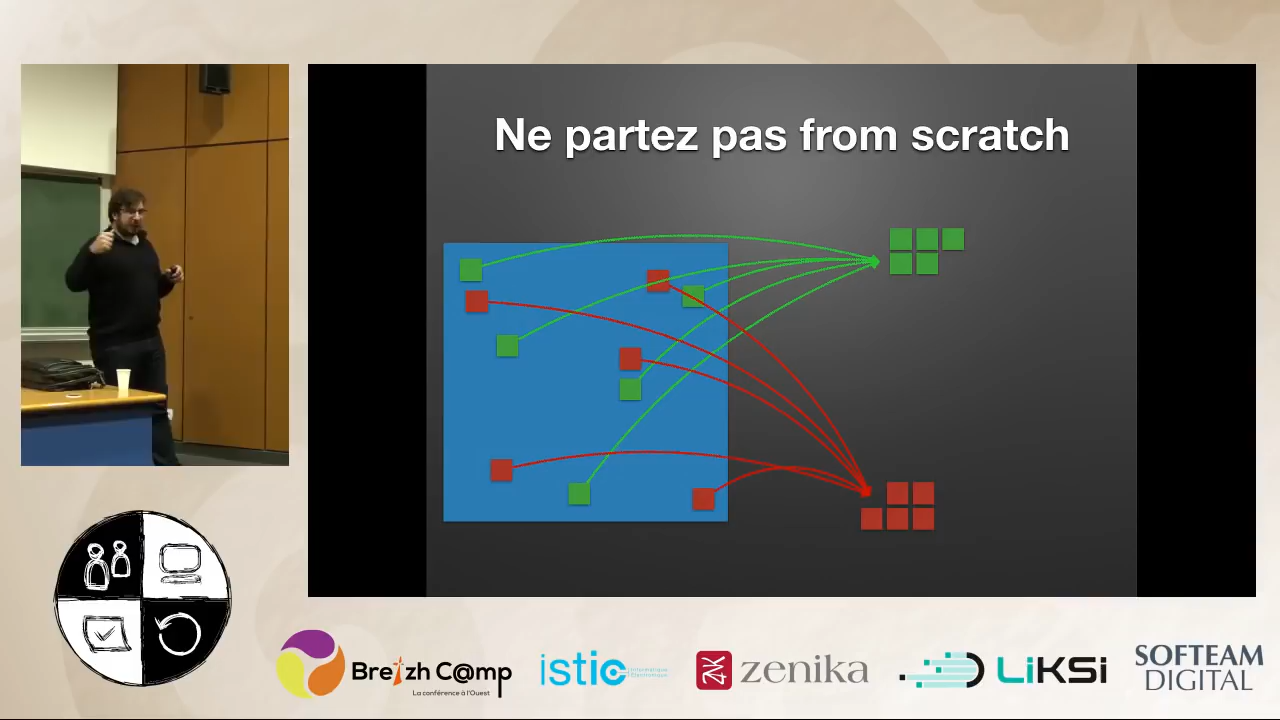 Ne partez pas from scratch
Breizh C@mp
La conférence à l'Ouest
istic
Informatique
Électronique
zenika
LiKSi
SOFTEAM
DIGITAL